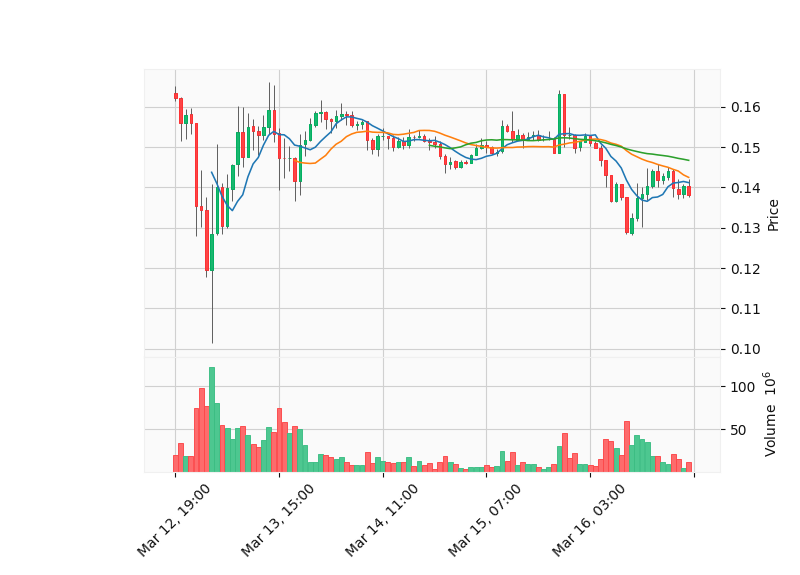 0.16
0.15
0.14
0.13
0.12
0.11
0.10
Price
100
50
Volume 10^6
Mar 12, 19:00
Mar 13, 15:00
Mar 14, 11:00
Mar 15, 07:00
Mar 16, 03:00